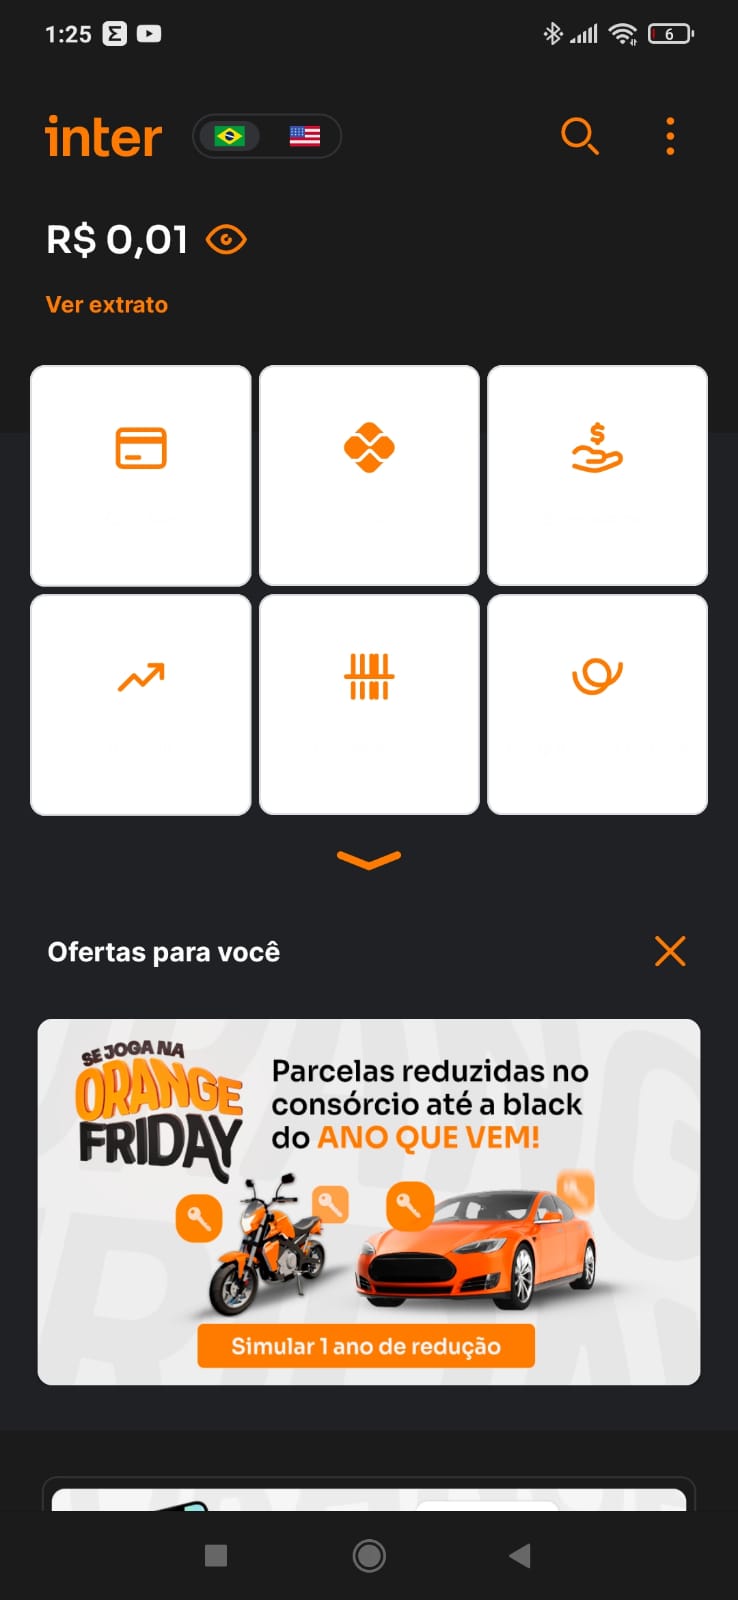 1:25
6
inter
R$ 0,01
Ver extrato
Ofertas para você
SE JOGA NA
ORANGE
FRIDAY
Parcelas reduzidas no
consórcio até a black
do ANO QUE VEM!
Simular 1 ano de redução